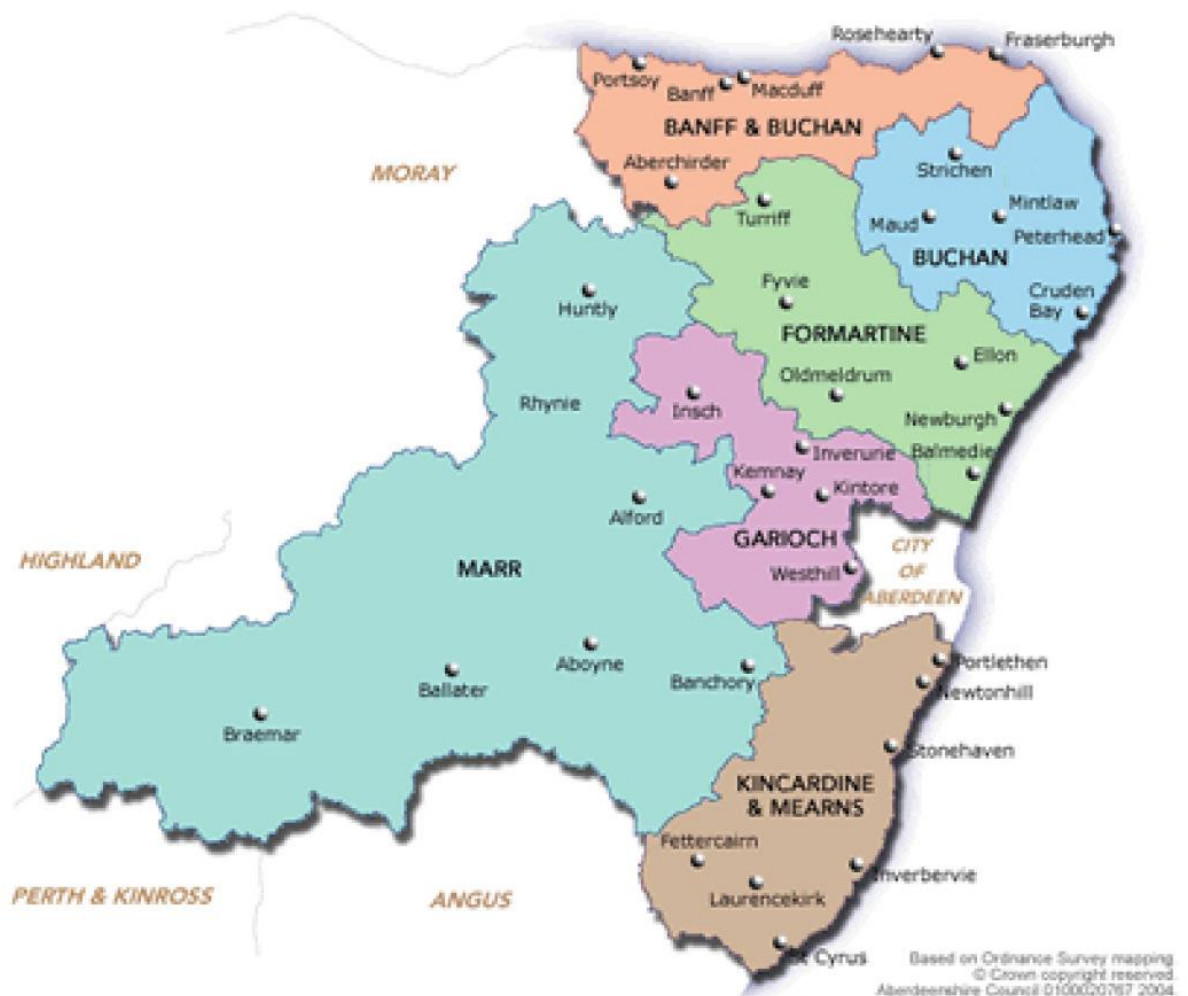 Rosehearty
Fraserburgh
Portsoy
Banff
Macduff
BANFF & BUCHAN
Aberchirder
MORAY
Strichen
Turriff
Maud
Mintlaw
Peterhead
BUCHAN
Fyvie
Cruden
Bay
Huntly
FORMARTINE
Ellon
Oldmeldrum
Rhynie
Insch
Newburgh
Inverurie
Balmedie
Kemnay
Kintore
Alford
GARIOCH
CITY
OF
ABERDEEN
HIGHLAND
MARR
Westhill
Aboyne
Portlethen
Ballater
Banchory
Newtonhill
Braemar
Stonehaven
KINCARDINE
& MEARNS
Fettercairn
Inverbervie
PERTH & KINROSS
ANGUS
Laurencekirk
St Cyrus
Based on Ordnance Survey mapping.
© Crown copyright reserved.
Aberdeenshire Council 0100020767 2004.